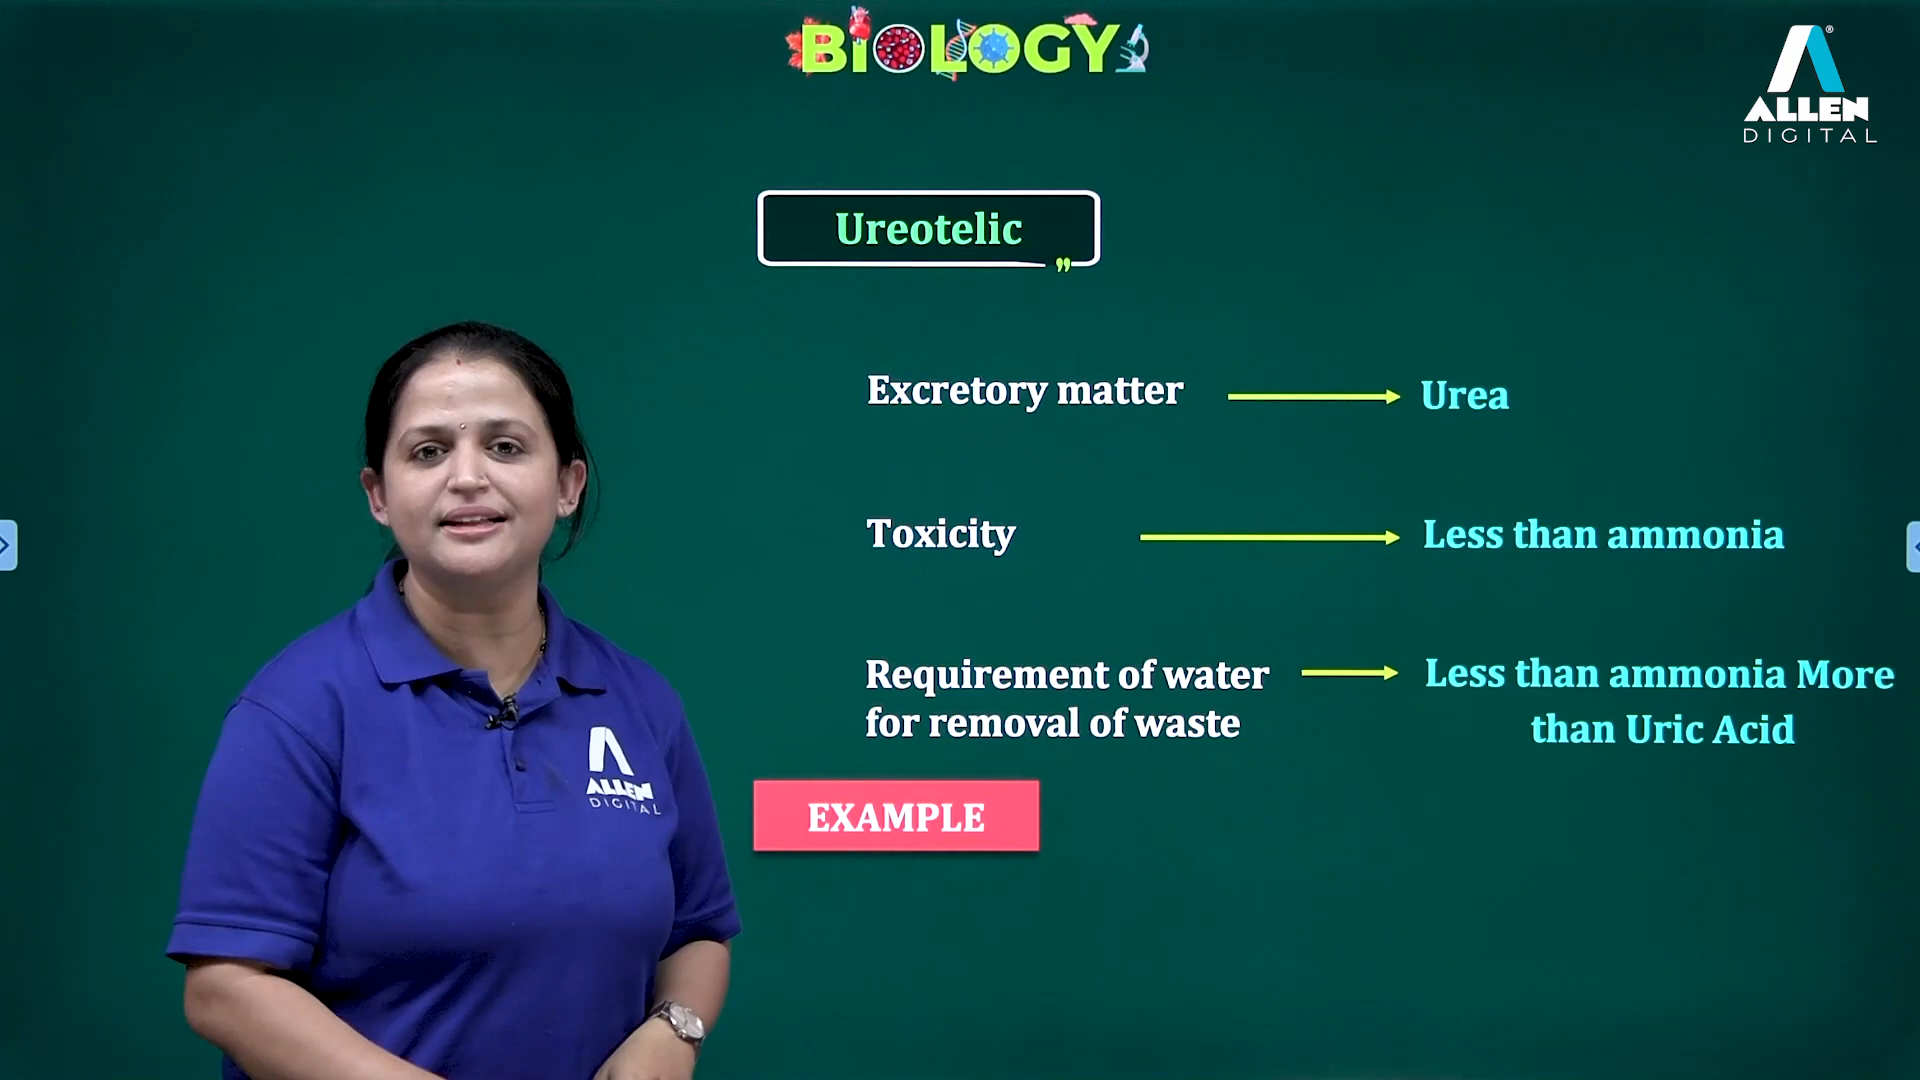 BIOLOGY
ALLEN
DIGITAL
Ureotelic
Excretory matter
Urea
Toxicity
Less than ammonia
Requirement of water
for removal of waste
Less than ammonia More
than Uric Acid
ALLEN
DIGITAL
EXAMPLE